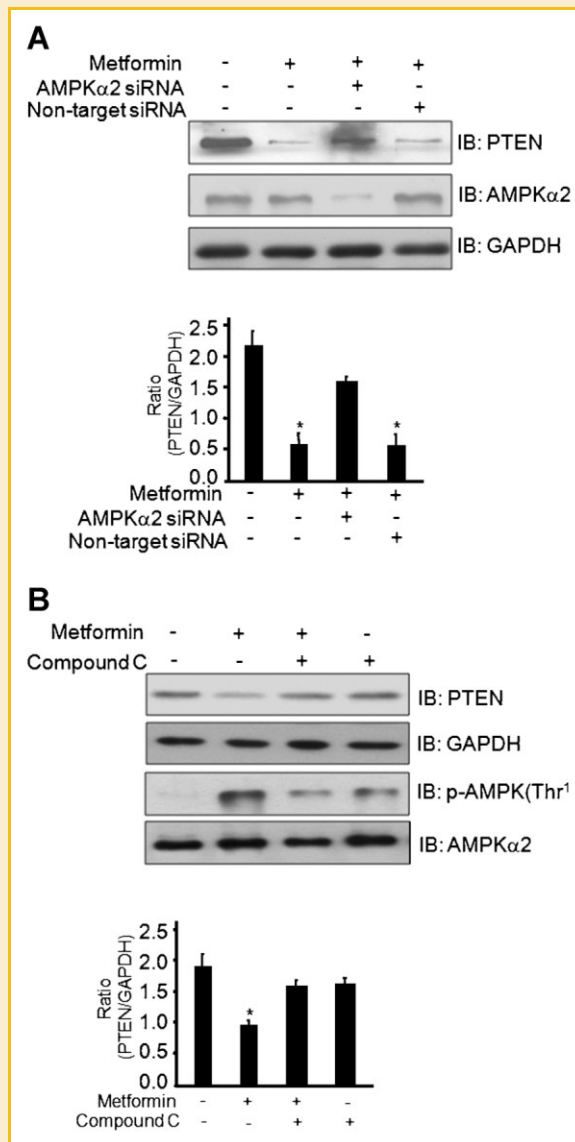 A
Metformin - + + +
AMPKα2 siRNA - - + -
Non-target siRNA - - - +
IB: PTEN
IB: AMPKα2
IB: GAPDH
Ratio
(PTEN/GAPDH)
2.5
2.0
1.5
1.0
0.5
0.0
* *
Metformin - + + +
AMPKα2 siRNA - - + -
Non-target siRNA - - - +
B
Metformin - + + -
Compound C - - + +
IB: PTEN
IB: GAPDH
IB: p-AMPK(Thr¹
IB: AMPKα2
Ratio
(PTEN/GAPDH)
2.5
2.0
1.5
1.0
0.5
0.0
*
Metformin - + + -
Compound C - - + +